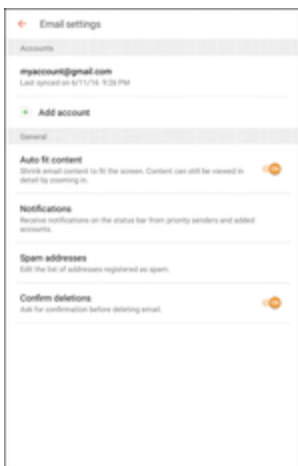 Email settings
Accounts
myaccount@gmail.com
Last synced on 6/11/16 9:26 PM
Add account
General
Auto fit content
Shrink email content to fit the screen. Content can still be viewed in
detail by zooming in.
ON
Notifications
Receive notifications on the status bar from priority senders and added
accounts.
Spam addresses
Edit the list of addresses registered as spam.
Confirm deletions
Ask for confirmation before deleting email.
ON